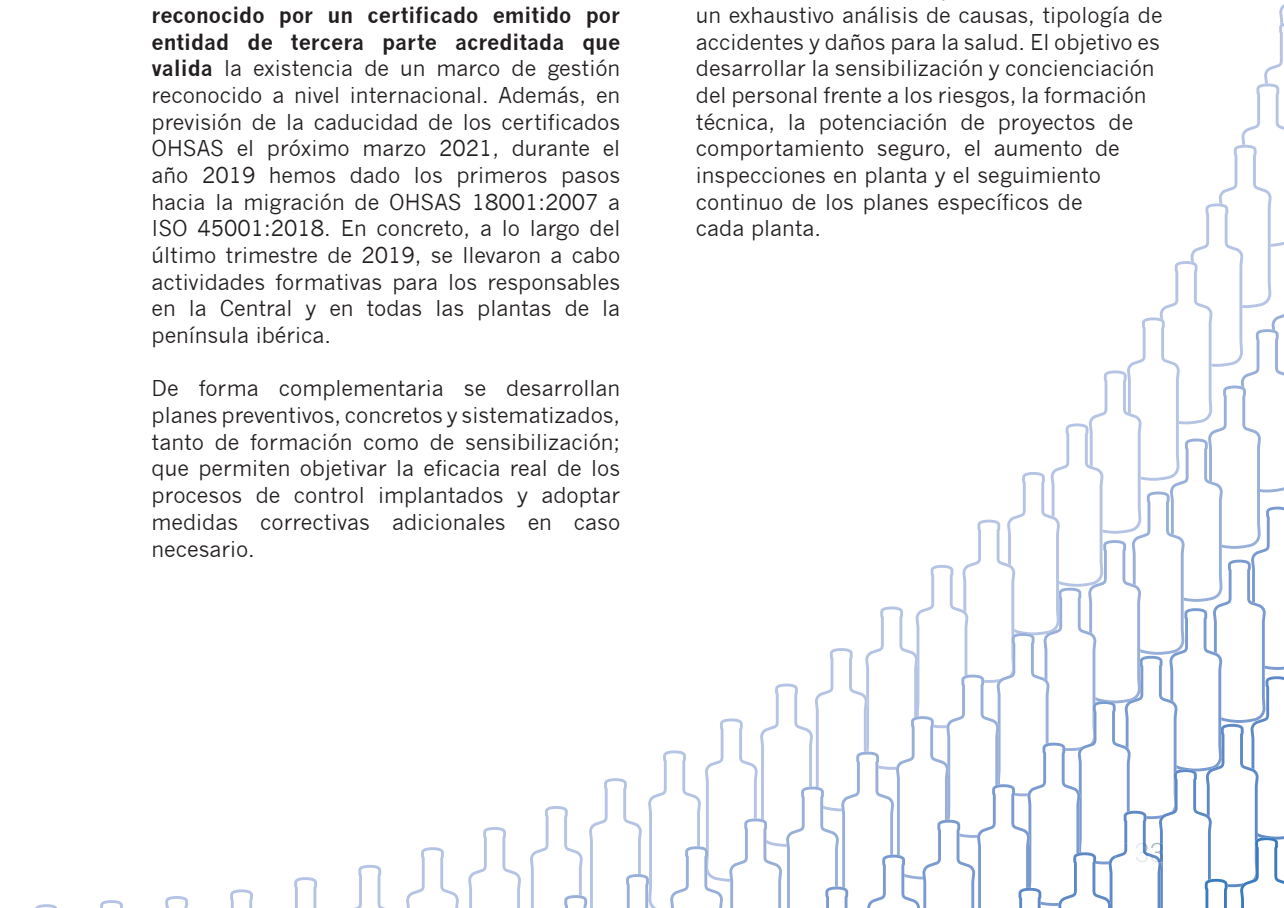 reconocido por un certificado emitido por
entidad de tercera parte acreditada que
valida la existencia de un marco de gestión
reconocido a nivel internacional. Además, en
previsión de la caducidad de los certificados
OHSAS el próximo marzo 2021, durante el
año 2019 hemos dado los primeros pasos
hacia la migración de OHSAS 18001:2007 a
ISO 45001:2018. En concreto, a lo largo del
último trimestre de 2019, se llevaron a cabo
actividades formativas para los responsables
en la Central y en todas las plantas de la
península ibérica.
De forma complementaria se desarrollan
planes preventivos, concretos y sistematizados,
tanto de formación como de sensibilización;
que permiten objetivar la eficacia real de los
procesos de control implantados y adoptar
medidas correctivas adicionales en caso
necesario.
un exhaustivo análisis de causas, tipología de
accidentes y daños para la salud. El objetivo es
desarrollar la sensibilización y concienciación
del personal frente a los riesgos, la formación
técnica, la potenciación de proyectos de
comportamiento seguro, el aumento de
inspecciones en planta y el seguimiento
continuo de los planes específicos de
cada planta.
33